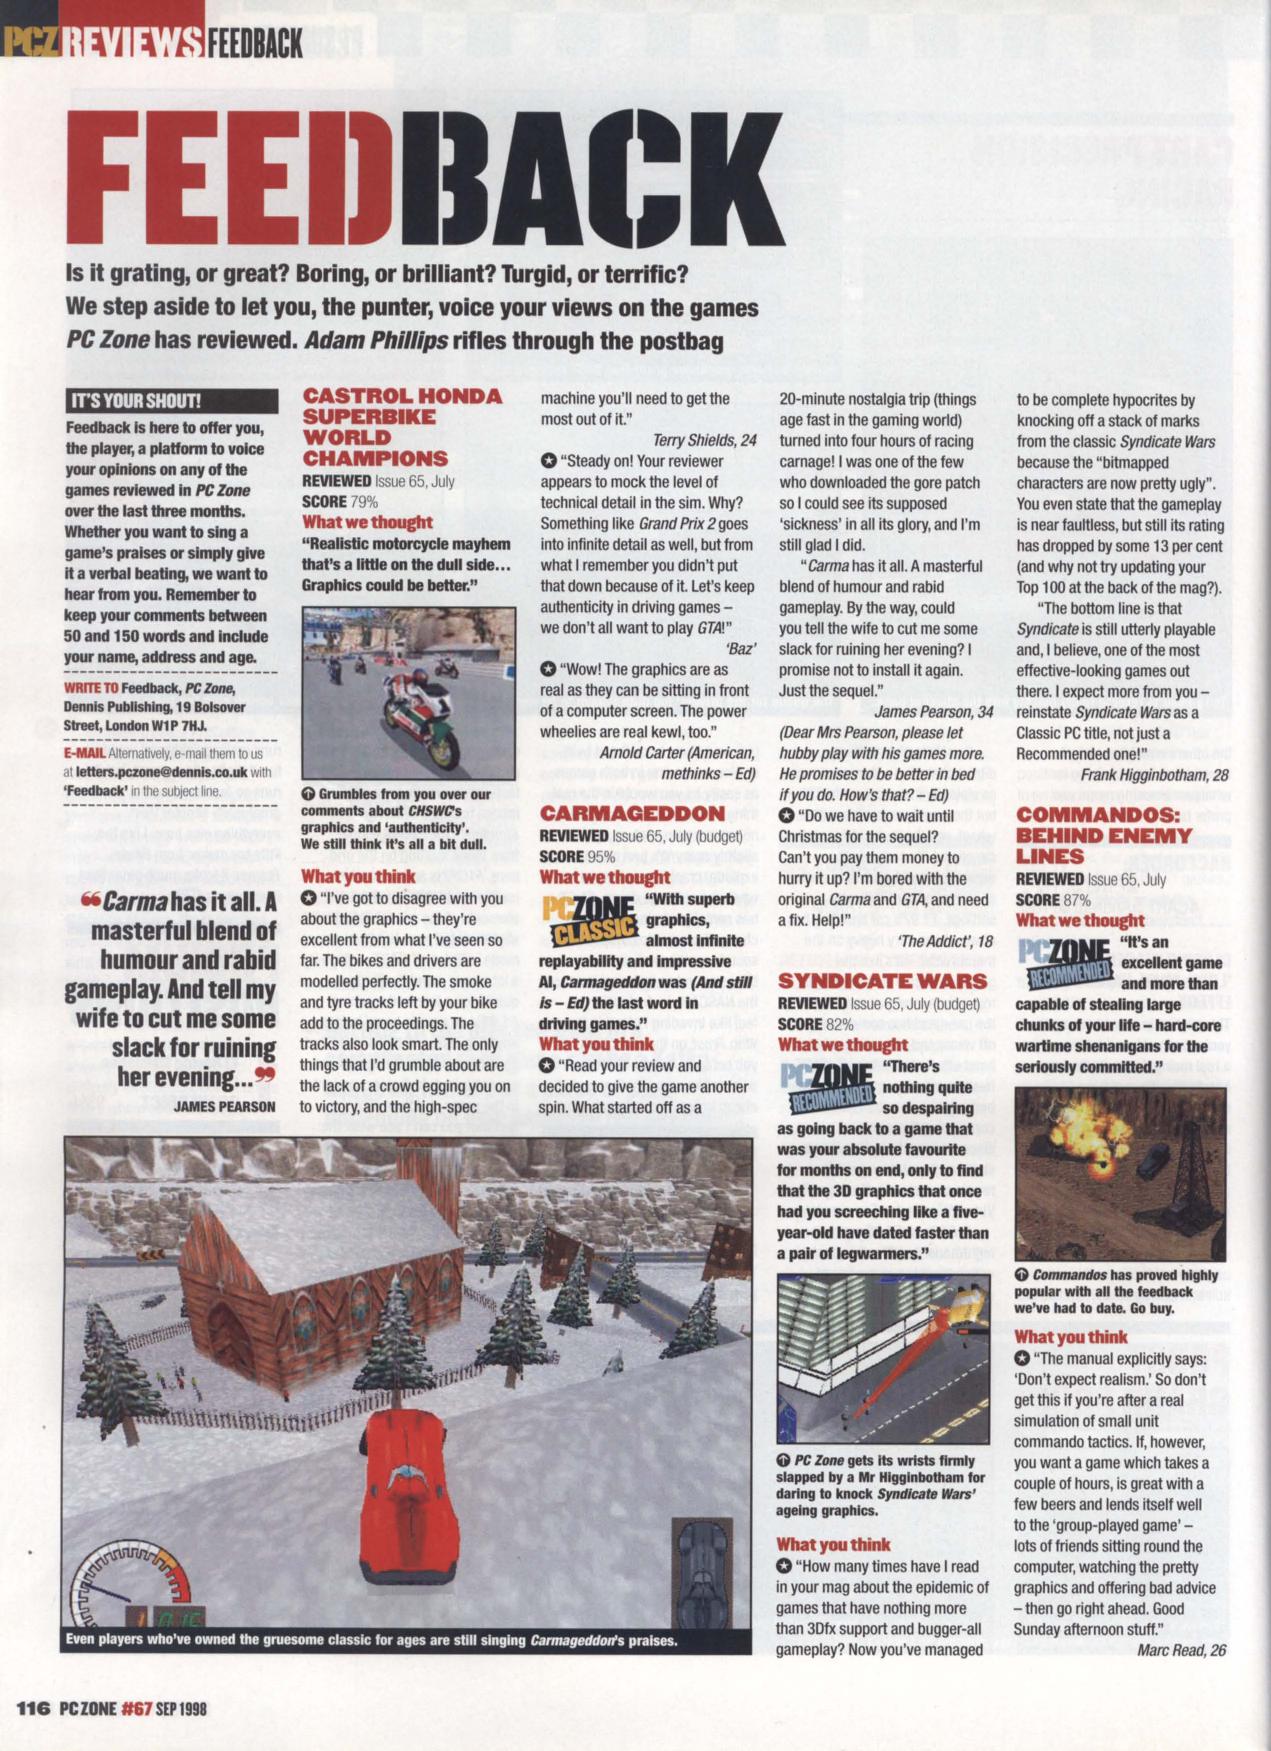 PCZ REVIEWS FEEDBACK
FEEDBACK
Is it grating, or great? Boring, or brilliant? Turgid, or terrific?
We step aside to let you, the punter, voice your views on the games
PC Zone has reviewed. Adam Phillips rifles through the postbag
IT'S YOUR SHOUT!
Feedback is here to offer you,
the player, a platform to voice
your opinions on any of the
games reviewed in PC Zone
over the last three months.
Whether you want to sing a
game's praises or simply give
it a verbal beating, we want to
hear from you. Remember to
keep your comments between
50 and 150 words and include
your name, address and age.
WRITE TO Feedback, PC Zone,
Dennis Publishing, 19 Bolsover
Street, London W1P 7HJ.
E-MAIL Alternatively, e-mail them to us
at letters.pczone@dennis.co.uk with
'Feedback' in the subject line.
“Carma has it all. A
masterful blend of
humour and rabid
gameplay. And tell my
wife to cut me some
slack for ruining
her evening...”
JAMES PEARSON
CASTROL HONDA
SUPERBIKE
WORLD
CHAMPIONS
REVIEWED Issue 65, July
SCORE 79%
What we thought
“Realistic motorcycle mayhem
that's a little on the dull side...
Graphics could be better.”
Grumbles from you over our
comments about CHSWC's
graphics and 'authenticity'.
We still think it's all a bit dull.
What you think
“I've got to disagree with you
about the graphics – they're
excellent from what I've seen so
far. The bikes and drivers are
modelled perfectly. The smoke
and tyre tracks left by your bike
add to the proceedings. The
tracks also look smart. The only
things that I'd grumble about are
the lack of a crowd egging you on
to victory, and the high-spec
machine you'll need to get the
most out of it.”
Terry Shields, 24
“Steady on! Your reviewer
appears to mock the level of
technical detail in the sim. Why?
Something like Grand Prix 2 goes
into infinite detail as well, but from
what I remember you didn't put
that down because of it. Let's keep
authenticity in driving games –
we don't all want to play GTA!”
'Baz'
“Wow! The graphics are as
real as they can be sitting in front
of a computer screen. The power
wheelies are real kewl, too.”
Arnold Carter (American,
methinks – Ed)
CARMAGEDDON
REVIEWED Issue 65, July (budget)
SCORE 95%
What we thought
PC ZONE CLASSIC
“With superb
graphics,
almost infinite
replayability and impressive
AI, Carmageddon was (And still
is – Ed) the last word in
driving games.”
What you think
“Read your review and
decided to give the game another
spin. What started off as a
20-minute nostalgia trip (things
age fast in the gaming world)
turned into four hours of racing
carnage! I was one of the few
who downloaded the gore patch
so I could see its supposed
'sickness' in all its glory, and I'm
still glad I did.
“Carma has it all. A masterful
blend of humour and rabid
gameplay. By the way, could
you tell the wife to cut me some
slack for ruining her evening? I
promise not to install it again.
Just the sequel.”
James Pearson, 34
(Dear Mrs Pearson, please let
hubby play with his games more.
He promises to be better in bed
if you do. How's that? – Ed)
“Do we have to wait until
Christmas for the sequel?
Can't you pay them money to
hurry it up? I'm bored with the
original Carma and GTA, and need
a fix. Help!”
'The Addict', 18
SYNDICATE WARS
REVIEWED Issue 65, July (budget)
SCORE 82%
What we thought
PC ZONE RECOMMENDED
“There's
nothing quite
so despairing
as going back to a game that
was your absolute favourite
for months on end, only to find
that the 3D graphics that once
had you screeching like a five-
year-old have dated faster than
a pair of legwarmers.”
PC Zone gets its wrists firmly
slapped by a Mr Higginbotham for
daring to knock Syndicate Wars'
ageing graphics.
What you think
“How many times have I read
in your mag about the epidemic of
games that have nothing more
than 3Dfx support and bugger-all
gameplay? Now you've managed
to be complete hypocrites by
knocking off a stack of marks
from the classic Syndicate Wars
because the “bitmapped
characters are now pretty ugly”.
You even state that the gameplay
is near faultless, but still its rating
has dropped by some 13 per cent
(and why not try updating your
Top 100 at the back of the mag?).
“The bottom line is that
Syndicate is still utterly playable
and, I believe, one of the most
effective-looking games out
there. I expect more from you –
reinstate Syndicate Wars as a
Classic PC title, not just a
Recommended one!”
Frank Higginbotham, 28
COMMANDOS:
BEHIND ENEMY
LINES
REVIEWED Issue 65, July
SCORE 87%
What we thought
PC ZONE RECOMMENDED
“It's an
excellent game
and more than
capable of stealing large
chunks of your life – hard-core
wartime shenanigans for the
seriously committed.”
Commandos has proved highly
popular with all the feedback
we've had to date. Go buy.
What you think
“The manual explicitly says:
'Don't expect realism.' So don't
get this if you're after a real
simulation of small unit
commando tactics. If, however,
you want a game which takes a
couple of hours, is great with a
few beers and lends itself well
to the 'group-played game' –
lots of friends sitting round the
computer, watching the pretty
graphics and offering bad advice
– then go right ahead. Good
Sunday afternoon stuff.”
Marc Read, 26
Even players who've owned the gruesome classic for ages are still singing Carmageddon's praises.
116 PC ZONE #67 SEP 1998